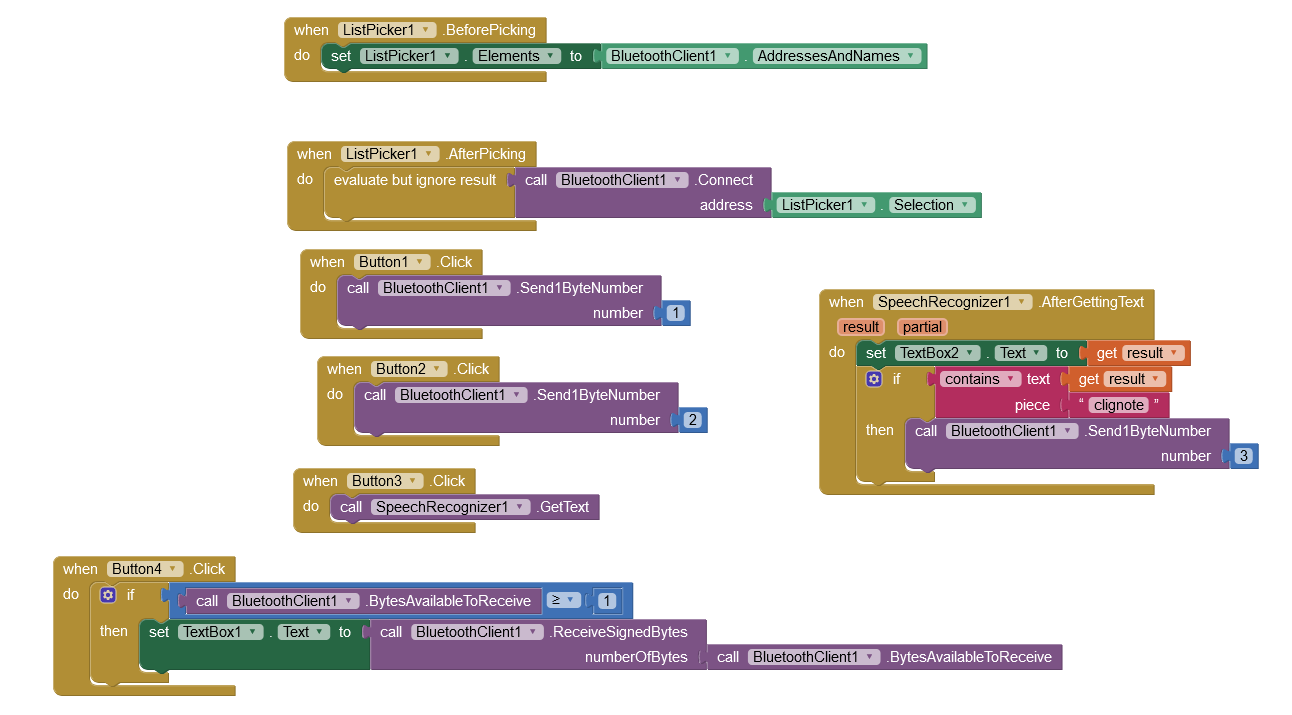 when ListPicker1 .BeforePicking
do set ListPicker1 . Elements to BluetoothClient1 . AddressesAndNames
when ListPicker1 .AfterPicking
do evaluate but ignore result call BluetoothClient1 .Connect
address ListPicker1 . Selection
when Button1 .Click
do call BluetoothClient1 .Send1ByteNumber
number 1
when Button2 .Click
do call BluetoothClient1 .Send1ByteNumber
number 2
when Button3 .Click
do call SpeechRecognizer1 .GetText
when SpeechRecognizer1 .AfterGettingText
result partial
do set TextBox2 . Text to get result
if contains text get result
piece “ clignote ”
then call BluetoothClient1 .Send1ByteNumber
number 3
when Button4 .Click
do if call BluetoothClient1 .BytesAvailableToReceive ≥ 1
then set TextBox1 . Text to call BluetoothClient1 .ReceiveSignedBytes
numberOfBytes call BluetoothClient1 .BytesAvailableToReceive